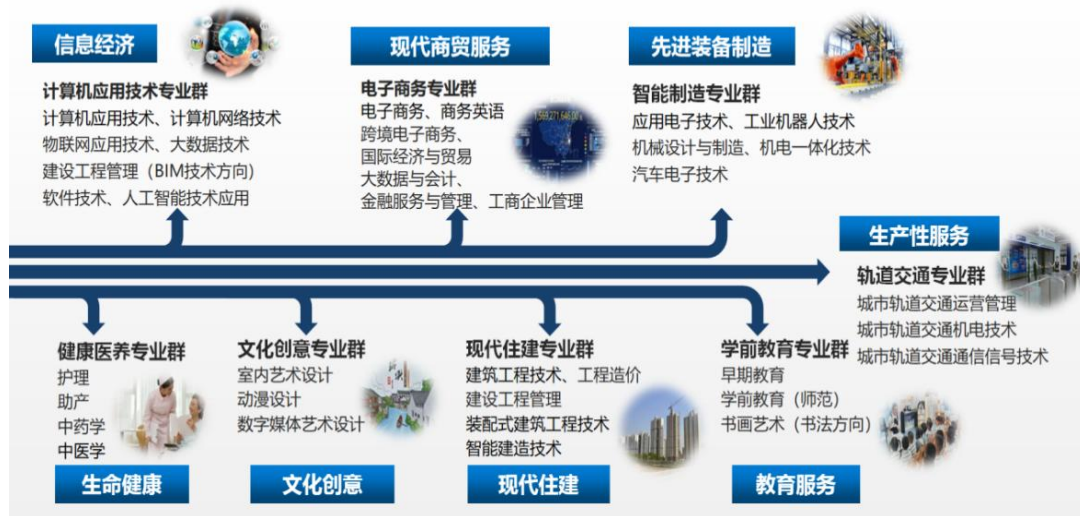 信息经济
计算机应用技术专业群
计算机应用技术、计算机网络技术
物联网应用技术、大数据技术
建设工程管理（BIM技术方向）
软件技术、人工智能技术应用
现代商贸服务
电子商务专业群
电子商务、商务英语
跨境电子商务、
国际经济与贸易
大数据与会计、
金融服务与管理、工商企业管理
1,569,271,646.00
先进装备制造
智能制造专业群
应用电子技术、工业机器人技术
机械设计与制造、机电一体化技术
汽车电子技术
生产性服务
轨道交通专业群
城市轨道交通运营管理
城市轨道交通机电技术
城市轨道交通通信信号技术
健康医养专业群
护理
助产
中药学
中医学
生命健康
文化创意专业群
室内艺术设计
动漫设计
数字媒体艺术设计
文化创意
现代住建专业群
建筑工程技术、工程造价
建设工程管理
装配式建筑工程技术
智能建造技术
现代住建
学前教育专业群
早期教育
学前教育（师范）
书画艺术（书法方向）
教育服务